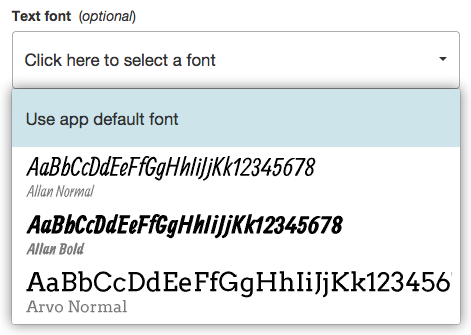 Text font (optional)
Click here to select a font
Use app default font
AaBbCcDdEeFfGgHhIiJjKk12345678
Allan Normal
AaBbCcDdEeFfGgHhIiJjKk12345678
Allan Bold
AaBbCcDdEeFfGgHhIiJjKk123456
Arvo Normal